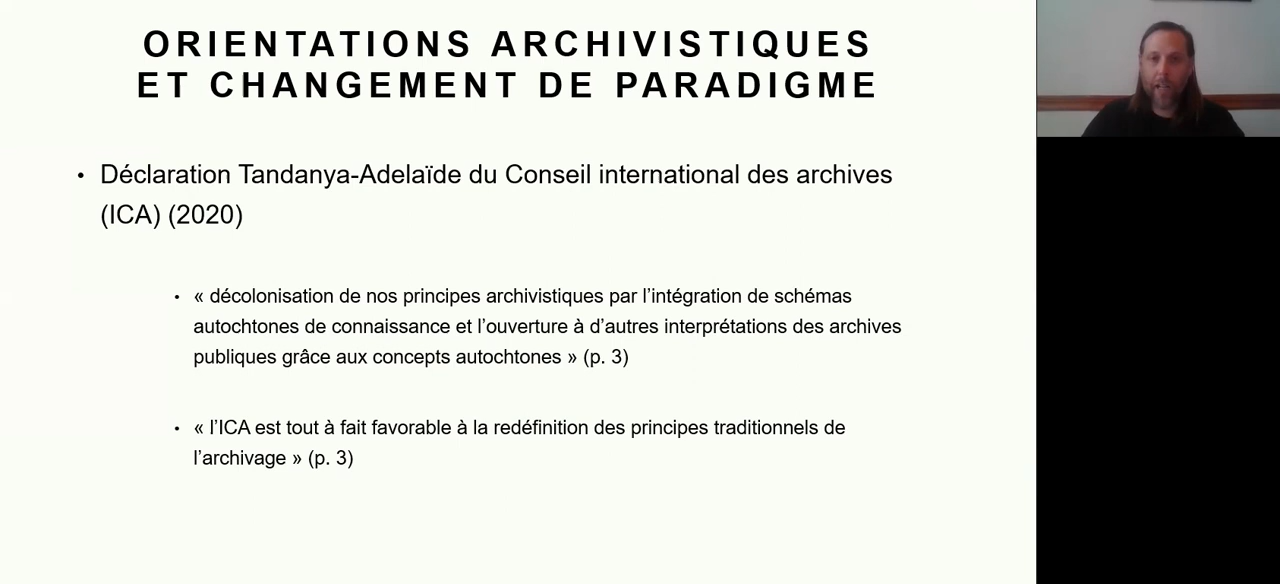 ORIENTATIONS ARCHIVISTIQUES
ET CHANGEMENT DE PARADIGME
• Déclaration Tandanya-Adelaïde du Conseil international des archives
(ICA) (2020)
• « décolonisation de nos principes archivistiques par l’intégration de schémas
autochtones de connaissance et l’ouverture à d’autres interprétations des archives
publiques grâce aux concepts autochtones » (p. 3)
• « l’ICA est tout à fait favorable à la redéfinition des principes traditionnels de
l’archivage » (p. 3)